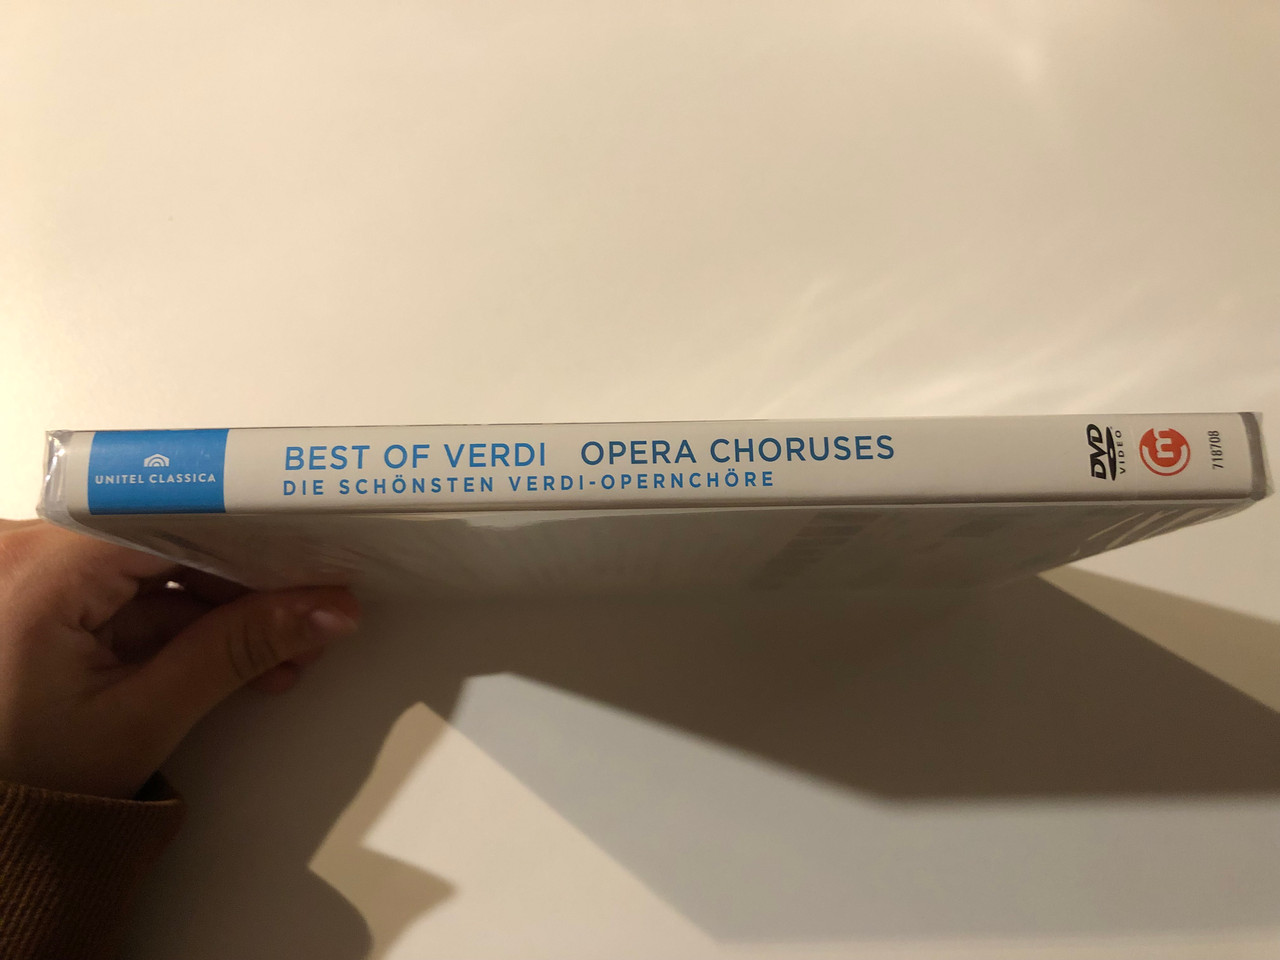 UNITEL CLASSICA
BEST OF VERDI OPERA CHORUSES
DIE SCHÖNSTEN VERDI-OPERNCHÖRE
DVD
VIDEO
m
718708